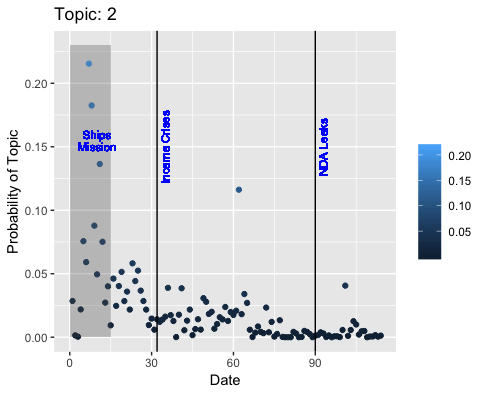 Topic: 2
Probability of Topic
0.20
0.15
0.10
0.05
0.00
Ships
Mission
Income Crises
NDA Leaks
0
30
60
90
Date
0.20
0.15
0.10
0.05